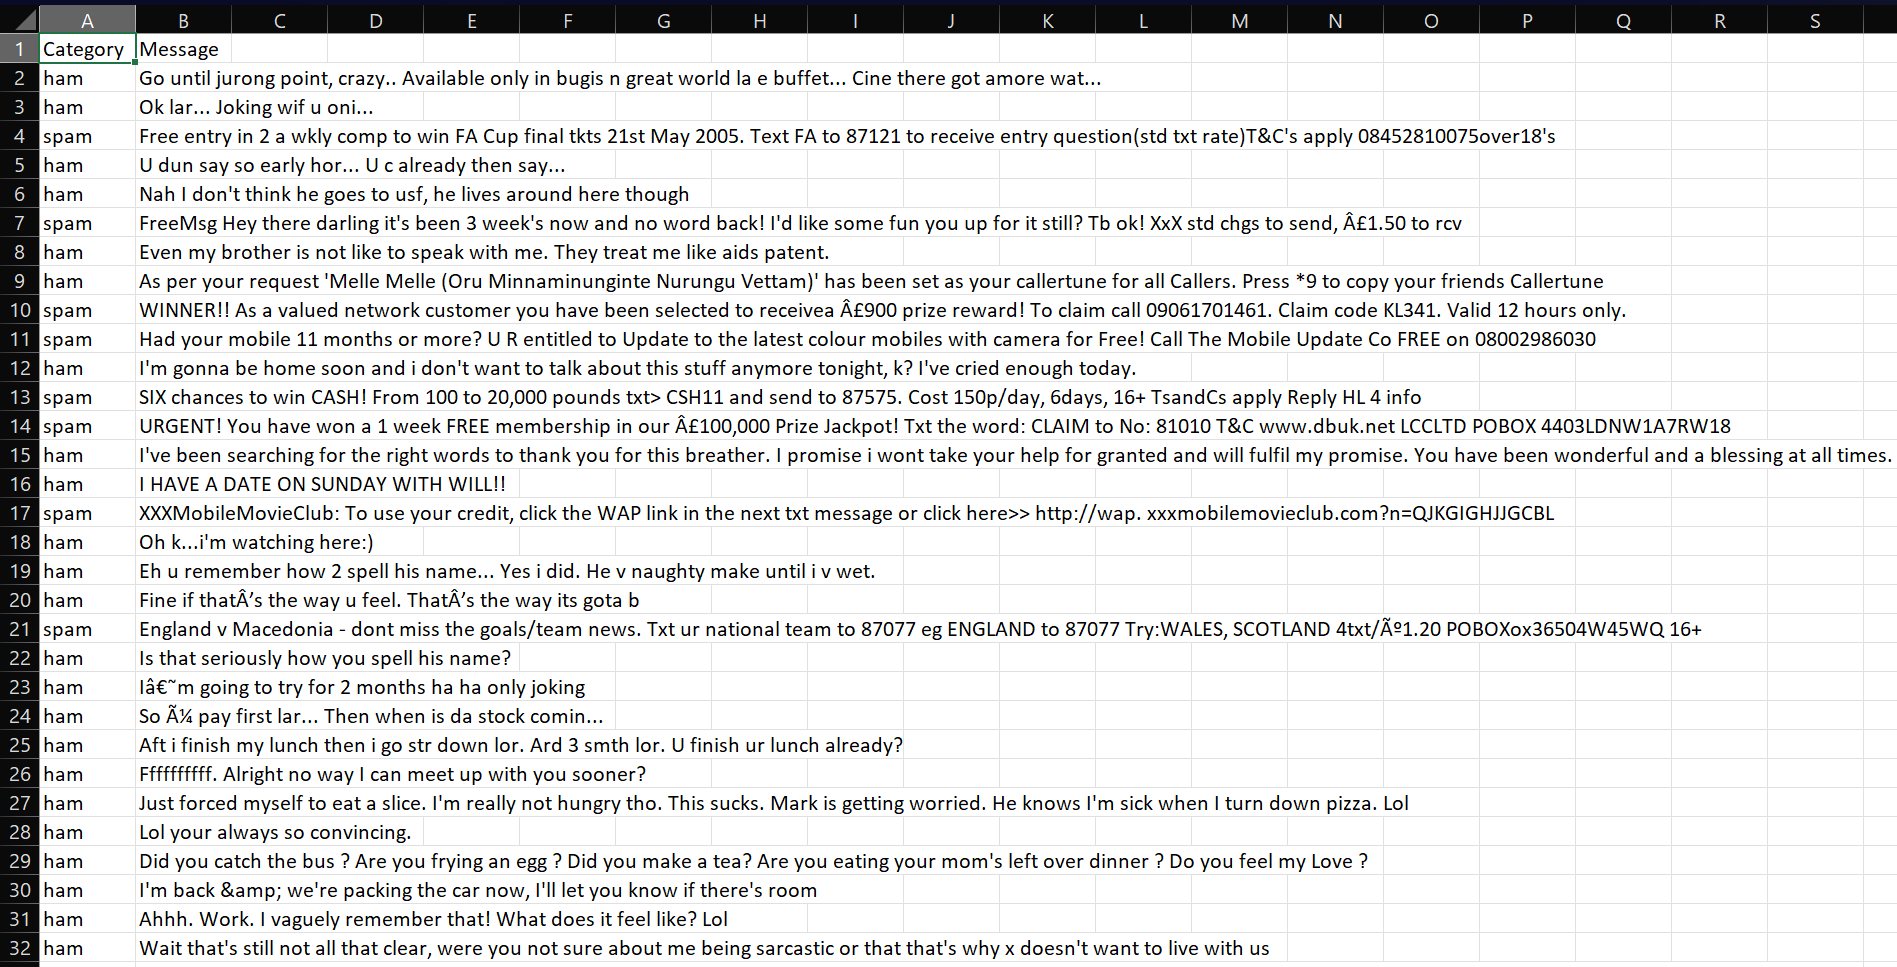 A B C D E F G H I J K L M N O P Q R S
1 Category Message
2 ham Go until jurong point, crazy.. Available only in bugis n great world la e buffet... Cine there got amore wat...
3 ham Ok lar... Joking wif u oni...
4 spam Free entry in 2 a wkly comp to win FA Cup final tkts 21st May 2005. Text FA to 87121 to receive entry question(std txt rate)T&C's apply 08452810075over18's
5 ham U dun say so early hor... U c already then say...
6 ham Nah I don't think he goes to usf, he lives around here though
7 spam FreeMsg Hey there darling it's been 3 week's now and no word back! I'd like some fun you up for it still? Tb ok! XxX std chgs to send, Â£1.50 to rcv
8 ham Even my brother is not like to speak with me. They treat me like aids patent.
9 ham As per your request 'Melle Melle (Oru Minnaminunginte Nurungu Vettam)' has been set as your callertune for all Callers. Press *9 to copy your friends Callertune
10 spam WINNER!! As a valued network customer you have been selected to receivea Â£900 prize reward! To claim call 09061701461. Claim code KL341. Valid 12 hours only.
11 spam Had your mobile 11 months or more? U R entitled to Update to the latest colour mobiles with camera for Free! Call The Mobile Update Co FREE on 08002986030
12 ham I'm gonna be home soon and i don't want to talk about this stuff anymore tonight, k? I've cried enough today.
13 spam SIX chances to win CASH! From 100 to 20,000 pounds txt> CSH11 and send to 87575. Cost 150p/day, 6days, 16+ TsandCs apply Reply HL 4 info
14 spam URGENT! You have won a 1 week FREE membership in our Â£100,000 Prize Jackpot! Txt the word: CLAIM to No: 81010 T&C www.dbuk.net LCCLTD POBOX 4403LDNW1A7RW18
15 ham I've been searching for the right words to thank you for this breather. I promise i wont take your help for granted and will fulfil my promise. You have been wonderful and a blessing at all times.
16 ham I HAVE A DATE ON SUNDAY WITH WILL!!
17 spam XXXMobileMovieClub: To use your credit, click the WAP link in the next txt message or click here>> http://wap. xxxmobilemovieclub.com?n=QJKGIGHJJGCBL
18 ham Oh k...i'm watching here:)
19 ham Eh u remember how 2 spell his name... Yes i did. He v naughty make until i v wet.
20 ham Fine if thatÂ’s the way u feel. ThatÂ’s the way its gota b
21 spam England v Macedonia - dont miss the goals/team news. Txt ur national team to 87077 eg ENGLAND to 87077 Try:WALES, SCOTLAND 4txt/Ãº1.20 POBOXox36504W45WQ 16+
22 ham Is that seriously how you spell his name?
23 ham Iâ€˜m going to try for 2 months ha ha only joking
24 ham So Ã¼ pay first lar... Then when is da stock comin...
25 ham Aft i finish my lunch then i go str down lor. Ard 3 smth lor. U finish ur lunch already?
26 ham Ffffffffff. Alright no way I can meet up with you sooner?
27 ham Just forced myself to eat a slice. I'm really not hungry tho. This sucks. Mark is getting worried. He knows I'm sick when I turn down pizza. Lol
28 ham Lol your always so convincing.
29 ham Did you catch the bus ? Are you frying an egg ? Did you make a tea? Are you eating your mom's left over dinner ? Do you feel my Love ?
30 ham I'm back &amp; we're packing the car now, I'll let you know if there's room
31 ham Ahhh. Work. I vaguely remember that! What does it feel like? Lol
32 ham Wait that's still not all that clear, were you not sure about me being sarcastic or that that's why x doesn't want to live with us